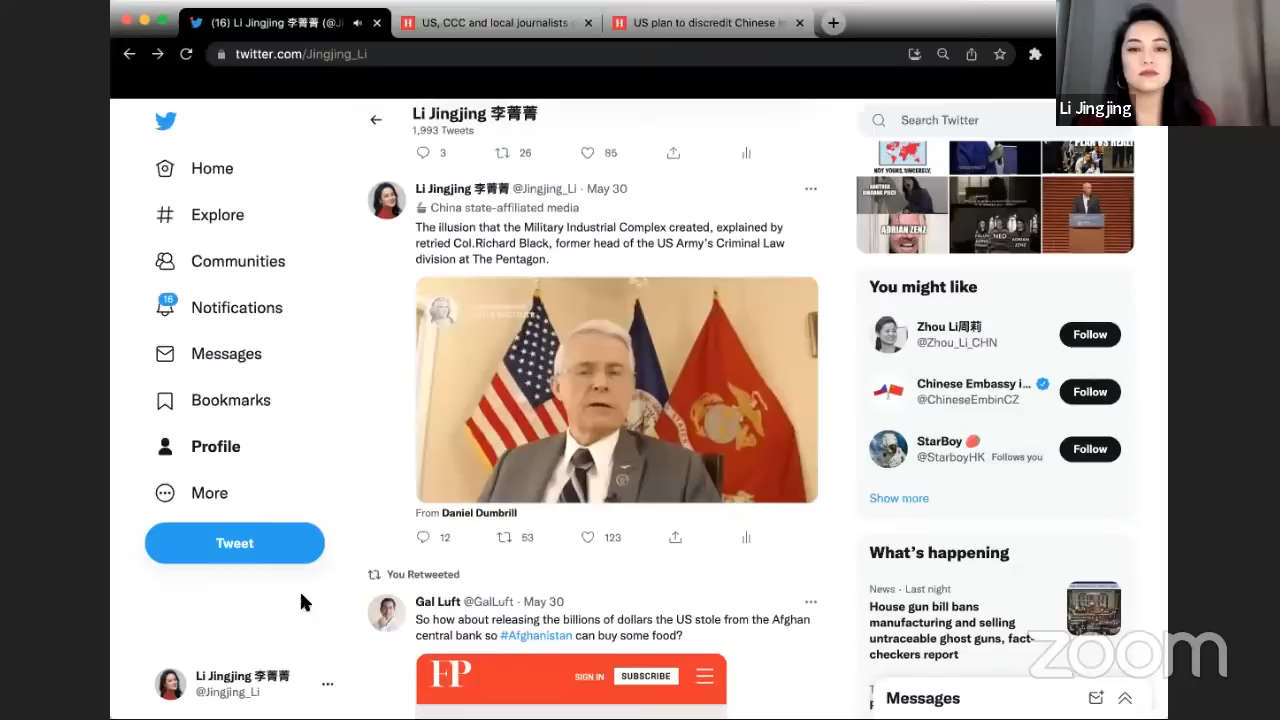 (16) Li Jingjing 李菁菁 (@Ji
US, CCC and local journalists
US plan to discredit Chinese
twitter.com/Jingjing_Li
Li Jingjing
Home
Explore
Communities
16
Notifications
Messages
Bookmarks
Profile
More
Tweet
Li Jingjing 李菁菁
@Jingjing_Li
Li Jingjing 李菁菁
1,993 Tweets
3
26
85
Li Jingjing 李菁菁 @Jingjing_Li · May 30
China state-affiliated media
The illusion that the Military Industrial Complex created, explained by
retried Col.Richard Black, former head of the US Army's Criminal Law
division at The Pentagon.
From Daniel Dumbrill
12
53
123
You Retweeted
Gal Luft @GalLuft · May 30
So how about releasing the billions of dollars the US stole from the Afghan
central bank so #Afghanistan can buy some food?
FP
SIGN IN
SUBSCRIBE
Search Twitter
NOT YOURS, SINCERELY,
PLAN VS REALI
ADRIAN ZENZ
NED
ADRIAN ZENZ
You might like
Zhou Li周莉
@Zhou_Li_CHN
Follow
Chinese Embassy i...
@ChineseEmbinCZ
Follow
StarBoy
@StarboyHK Follows you
Follow
Show more
What's happening
News · Last night
House gun bill bans
manufacturing and selling
untraceable ghost guns, fact-
checkers report
Messages
zoom